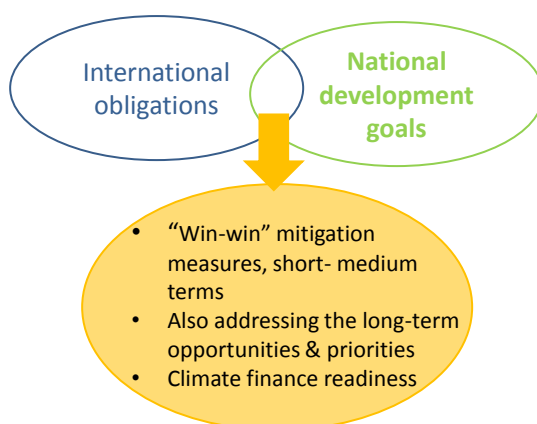 International
obligations
National
development
goals
• “Win-win” mitigation
measures, short- medium
terms
• Also addressing the long-term
opportunities & priorities
• Climate finance readiness